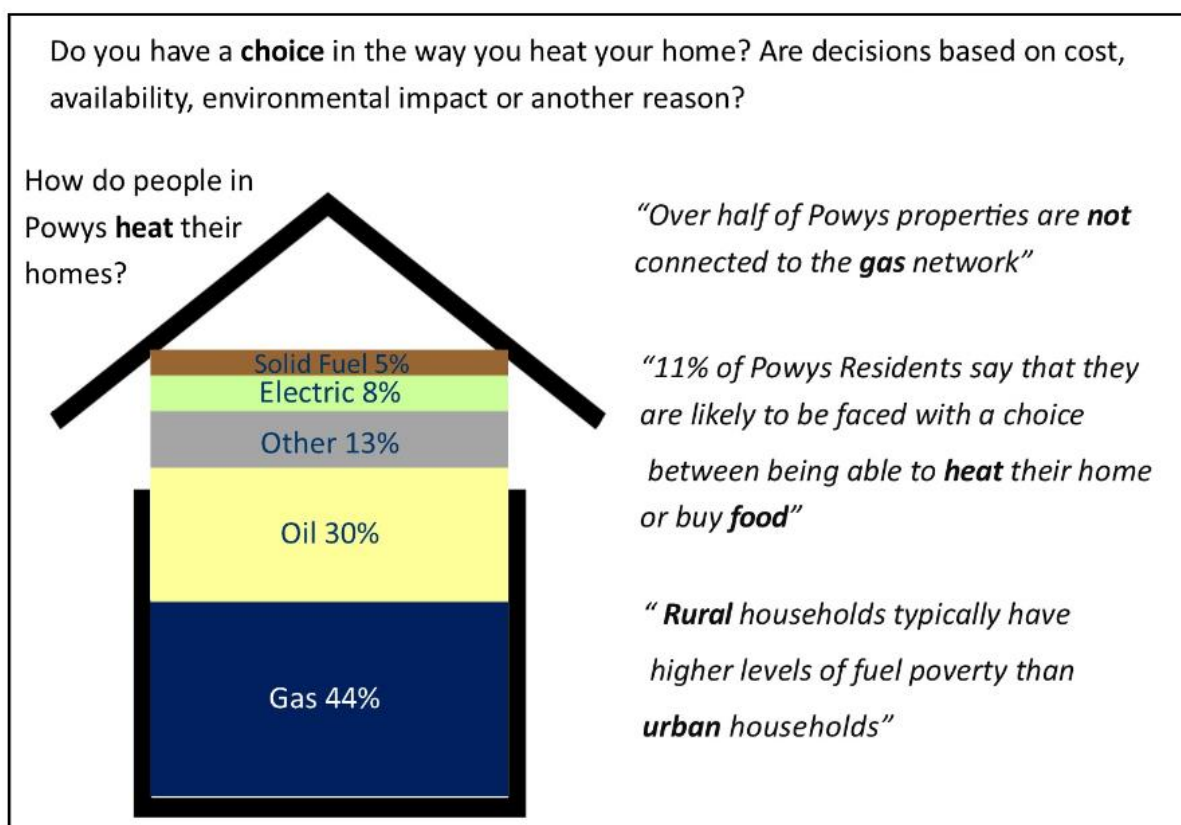 Do you have a choice in the way you heat your home? Are decisions based on cost,
availability, environmental impact or another reason?
How do people in
Powys heat their
homes?
Solid Fuel 5%
Electric 8%
Other 13%
Oil 30%
Gas 44%
“Over half of Powys properties are not
connected to the gas network”
“11% of Powys Residents say that they
are likely to be faced with a choice
between being able to heat their home
or buy food”
“ Rural households typically have
higher levels of fuel poverty than
urban households”